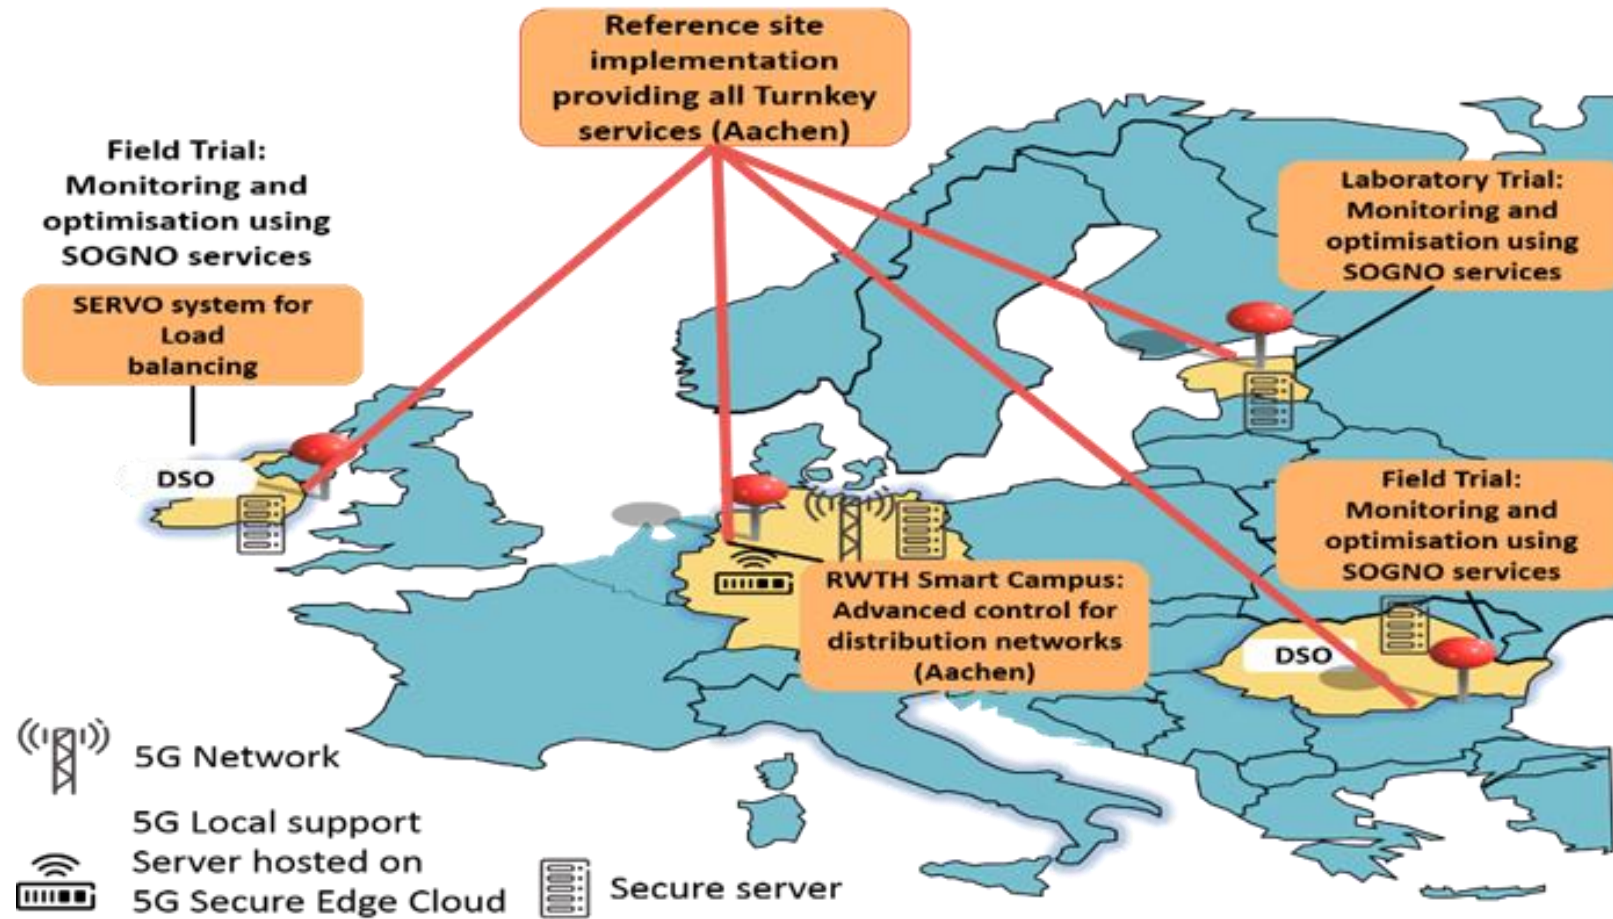 Reference site
implementation
providing all Turnkey
services (Aachen)
Field Trial:
Monitoring and
optimisation using
SOGNO services
SERVO system for
Load
balancing
DSO
Laboratory Trial:
Monitoring and
optimisation using
SOGNO services
Field Trial:
Monitoring and
optimisation using
SOGNO services
DSO
RWTH Smart Campus:
Advanced control for
distribution networks
(Aachen)
5G Network
5G Local support
Server hosted on
5G Secure Edge Cloud
Secure server